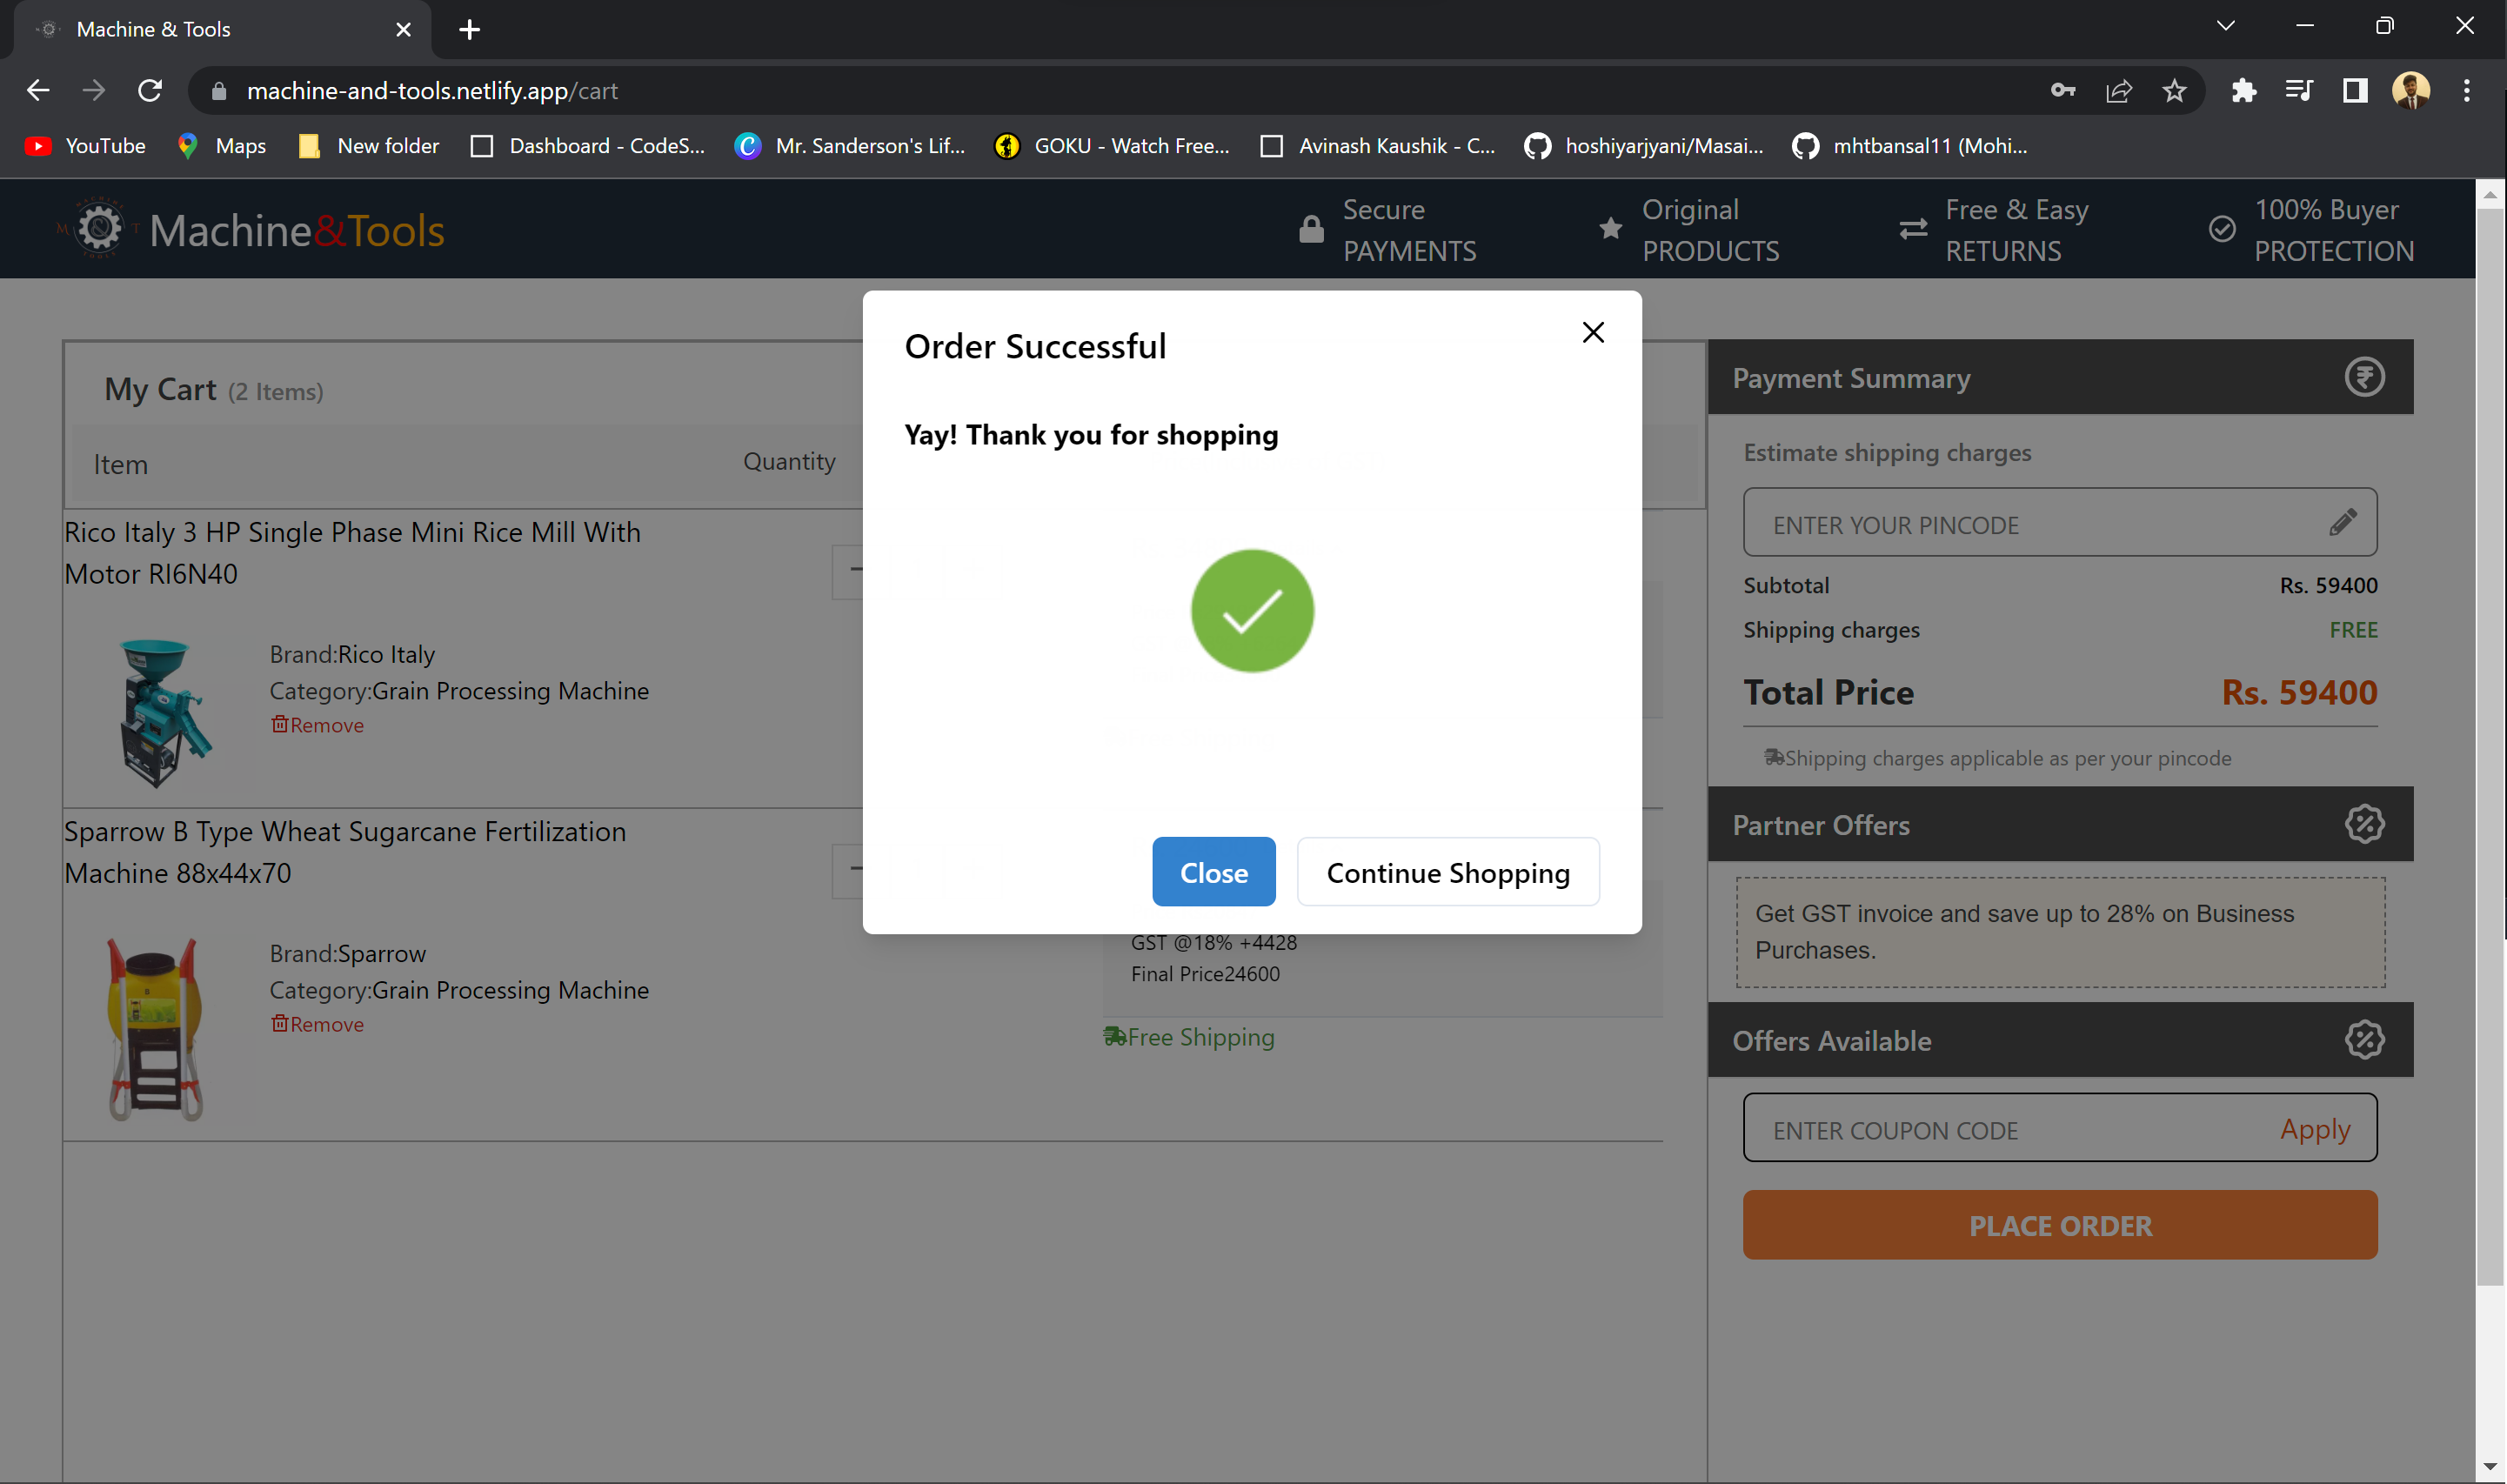 Machine & Tools
machine-and-tools.netlify.app/cart
YouTube
Maps
New folder
Dashboard - CodeS...
Mr. Sanderson's Lif...
GOKU - Watch Free...
Avinash Kaushik - C...
hoshiyarjyani/Masai...
mhtbansal11 (Mohi...
Machine&Tools
Secure
PAYMENTS
Original
PRODUCTS
Free & Easy
RETURNS
100% Buyer
PROTECTION
Order Successful
Yay! Thank you for shopping
Close
Continue Shopping
My Cart (2 Items)
Item
Quantity
Rico Italy 3 HP Single Phase Mini Rice Mill With
Motor RI6N40
Brand:Rico Italy
Category:Grain Processing Machine
Remove
Sparrow B Type Wheat Sugarcane Fertilization
Machine 88x44x70
Brand:Sparrow
Category:Grain Processing Machine
Remove
GST @18% +4428
Final Price24600
Free Shipping
Payment Summary
Estimate shipping charges
ENTER YOUR PINCODE
Subtotal
Rs. 59400
Shipping charges
FREE
Total Price
Rs. 59400
Shipping charges applicable as per your pincode
Partner Offers
Get GST invoice and save up to 28% on Business
Purchases.
Offers Available
ENTER COUPON CODE
Apply
PLACE ORDER